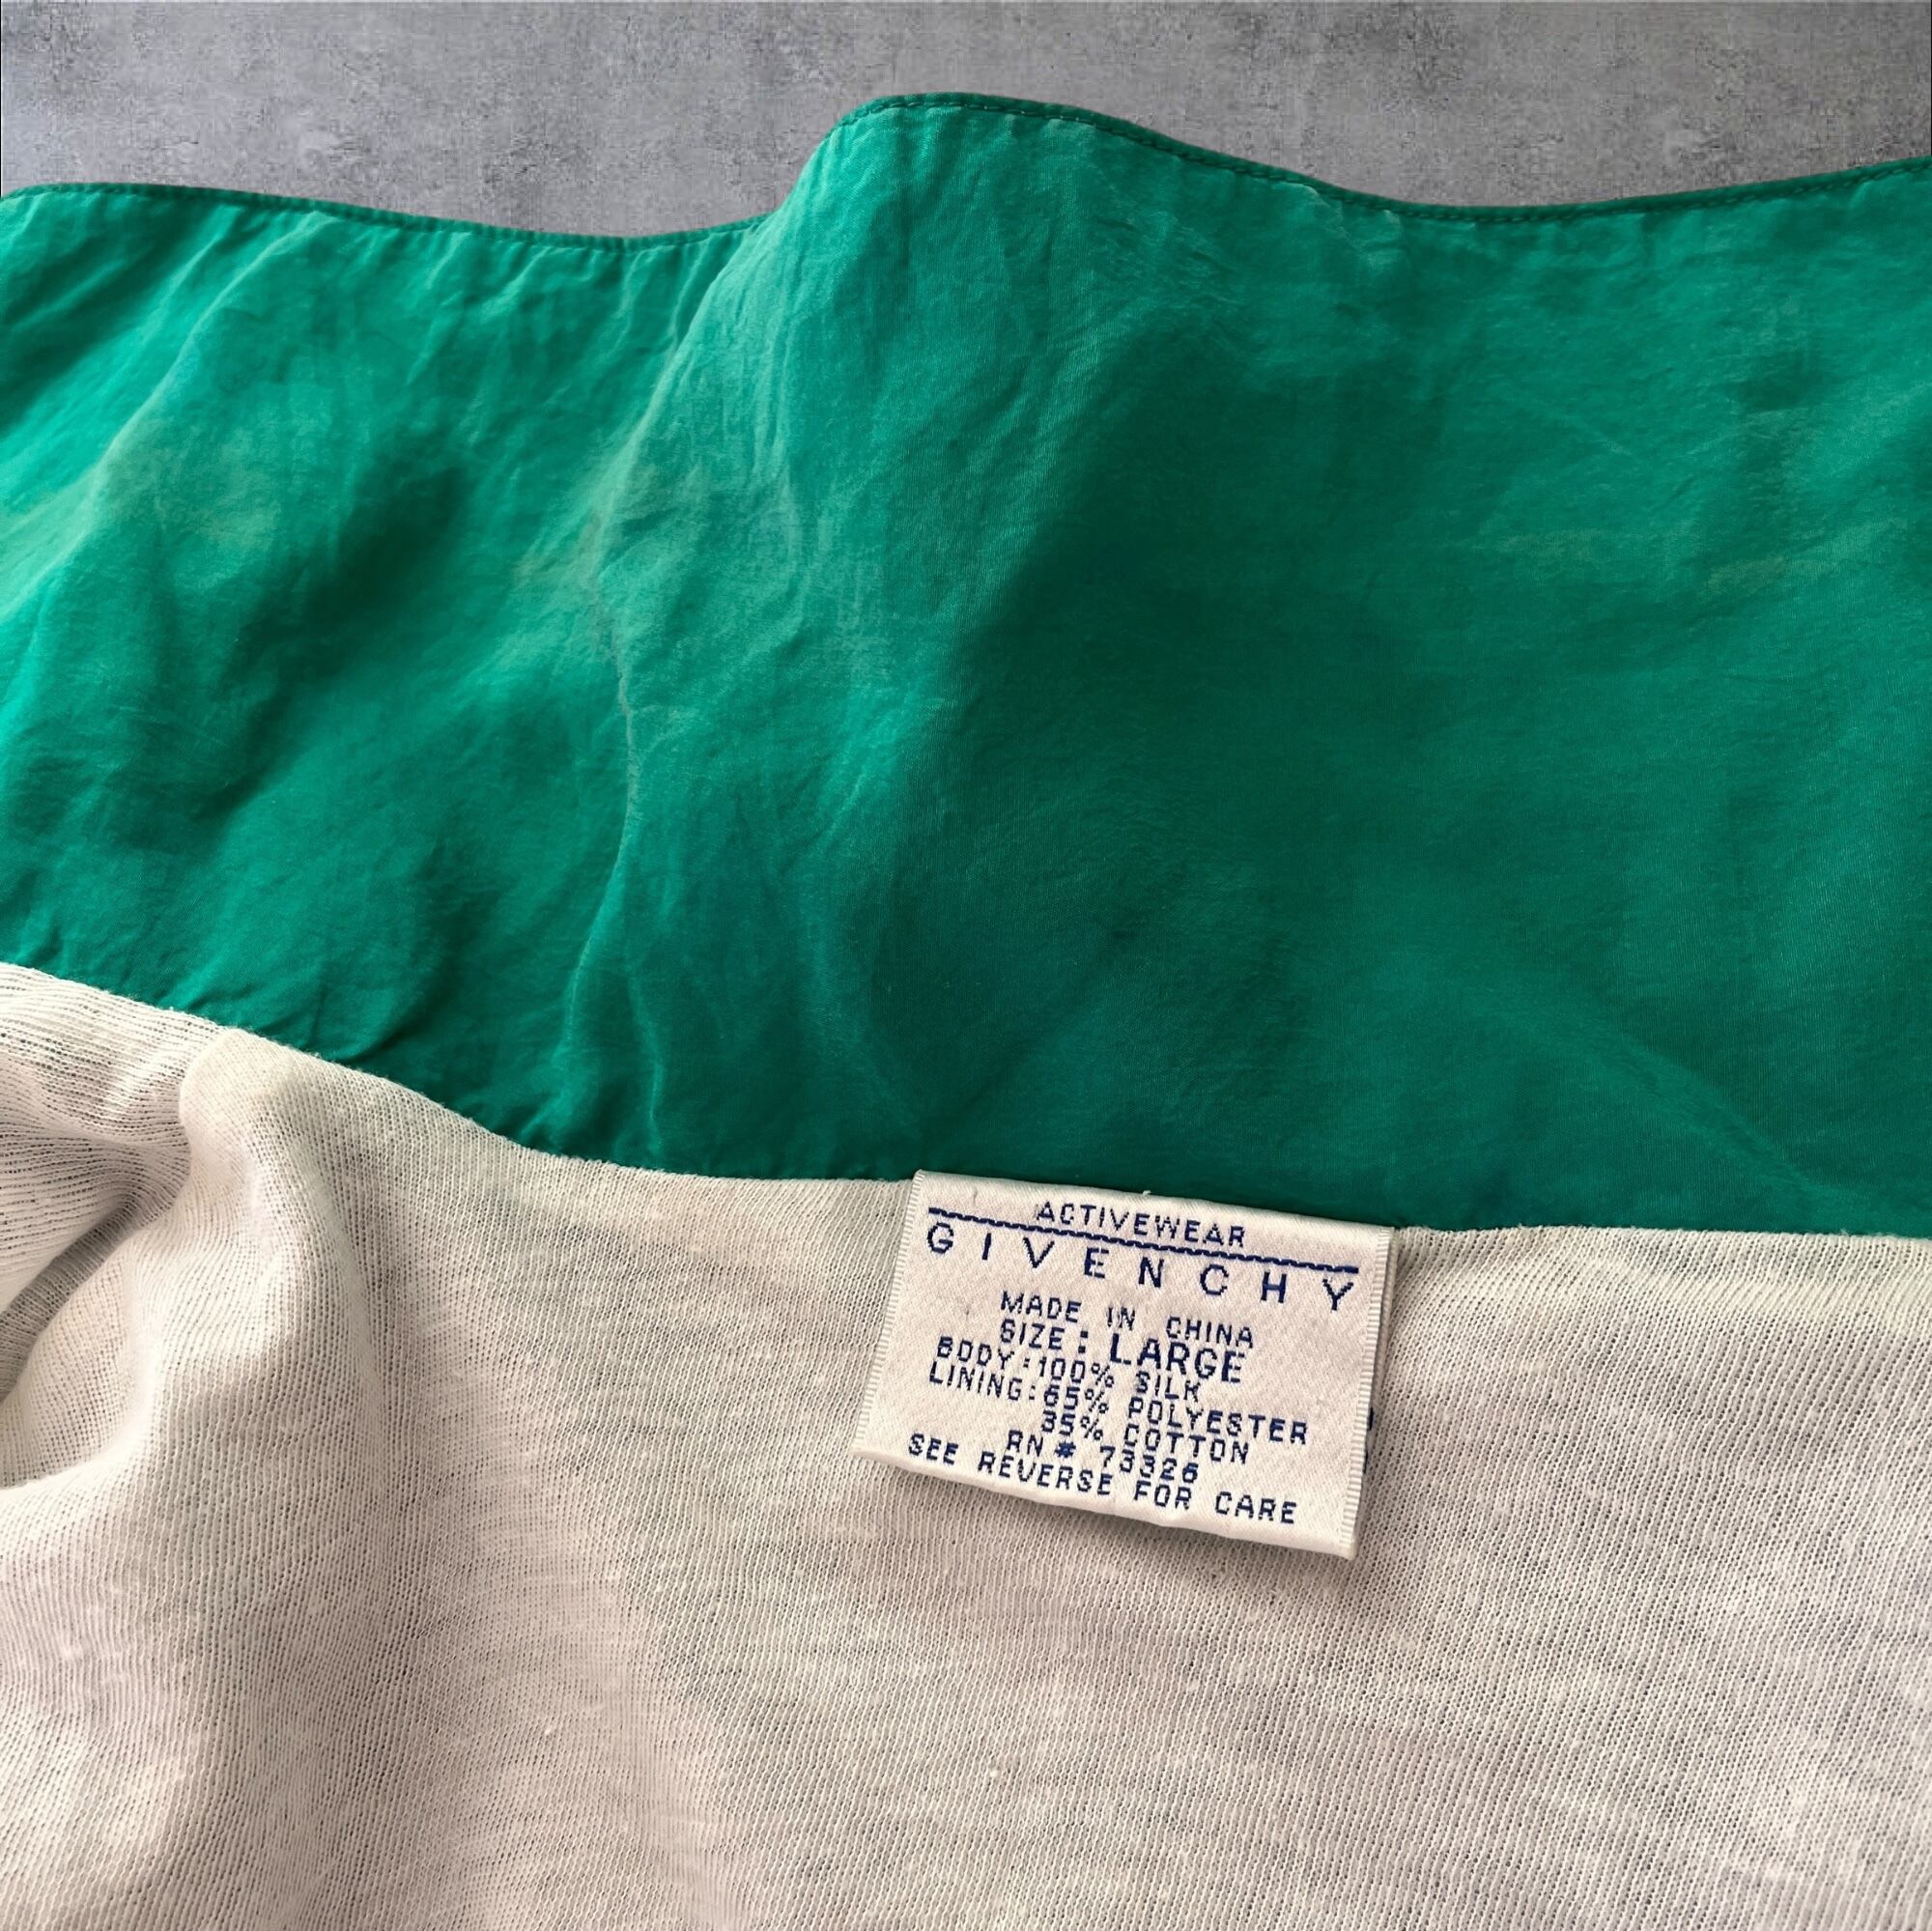 ACTIVEWEAR
GIVENCHY
MADE IN CHINA
SIZE: LARGE
BODY:100% SILK
LINING:65% POLYESTER
35% COTTON
RN# 73326
SEE REVERSE FOR CARE